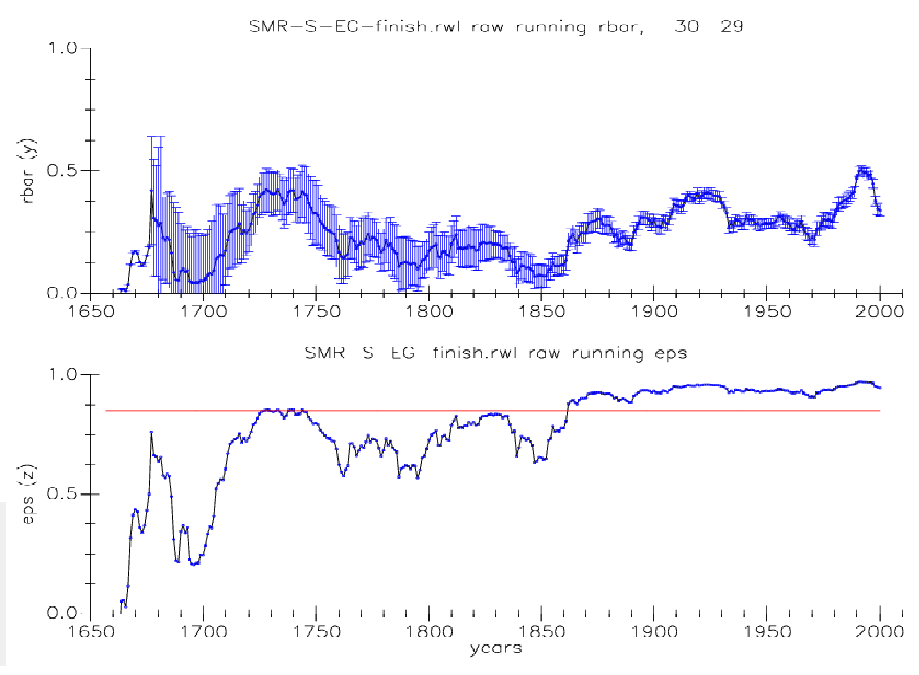 SMR-S-EG-finish.rwl raw running rbar, 30 29
1.0
0.5
0.0
rbar (y)
1650 1700 1750 1800 1850 1900 1950 2000
SMR S EG finish.rwl raw running eps
1.0
0.5
0.0
eps (z)
1650 1700 1750 1800 1850 1900 1950 2000
years